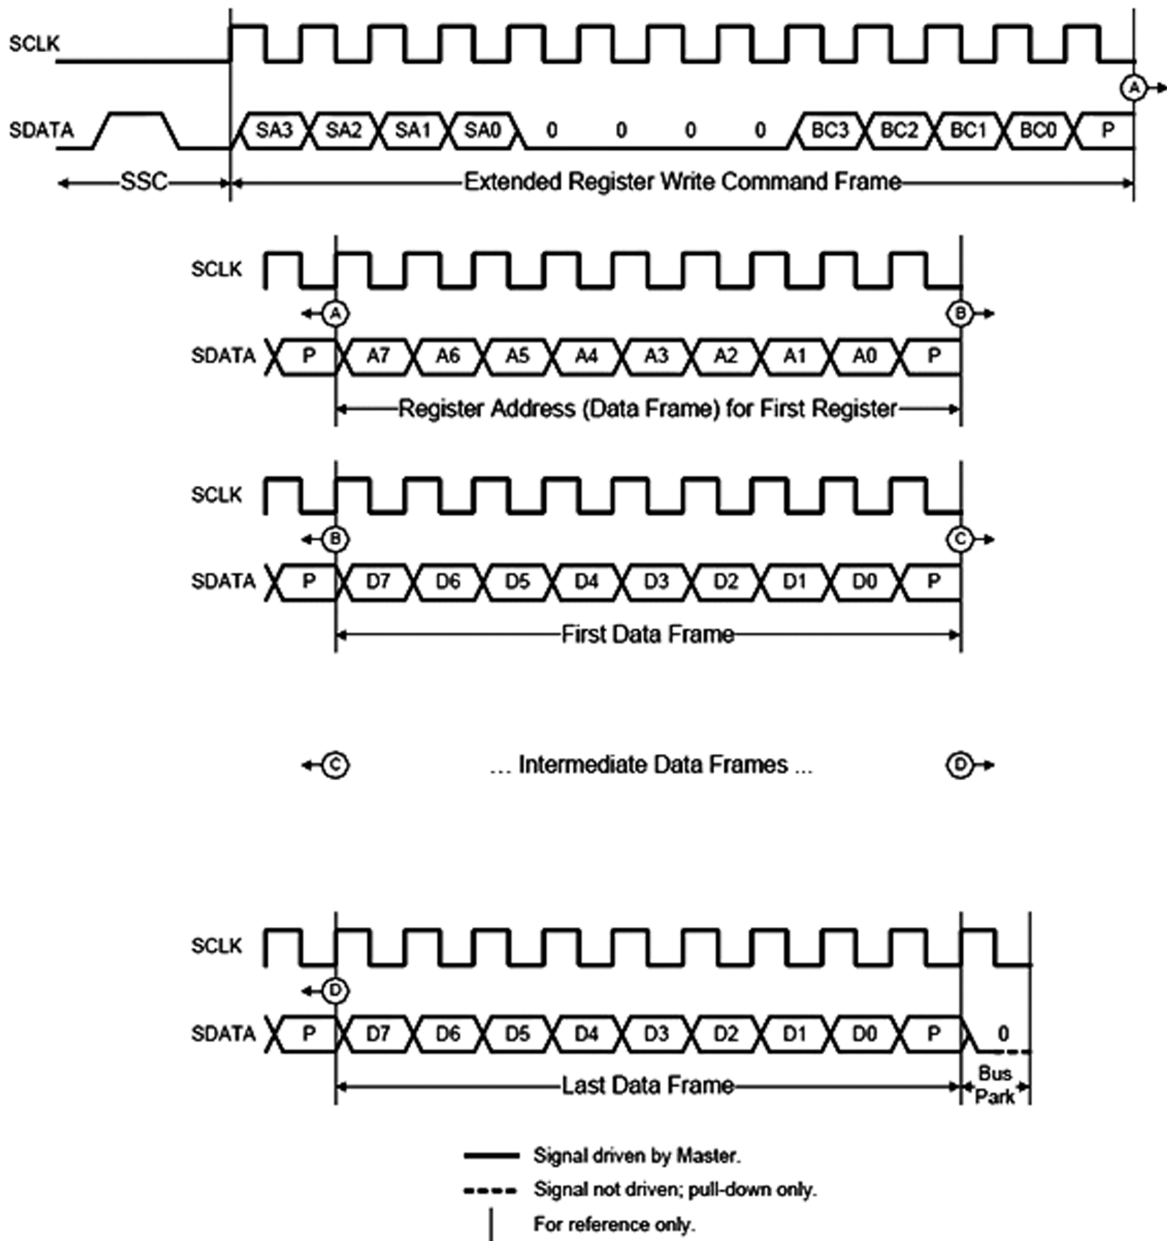 SCLK
A
SDATA SA3 SA2 SA1 SA0 0 0 0 0 BC3 BC2 BC1 BC0 P
SSC Extended Register Write Command Frame
SCLK
A B
SDATA P A7 A6 A5 A4 A3 A2 A1 A0 P
Register Address (Data Frame) for First Register
SCLK
B C
SDATA P D7 D6 D5 D4 D3 D2 D1 D0 P
First Data Frame
C ... Intermediate Data Frames ... D
SCLK
D
SDATA P D7 D6 D5 D4 D3 D2 D1 D0 P 0
Last Data Frame Bus
Park
Signal driven by Master.
Signal not driven; pull-down only.
For reference only.